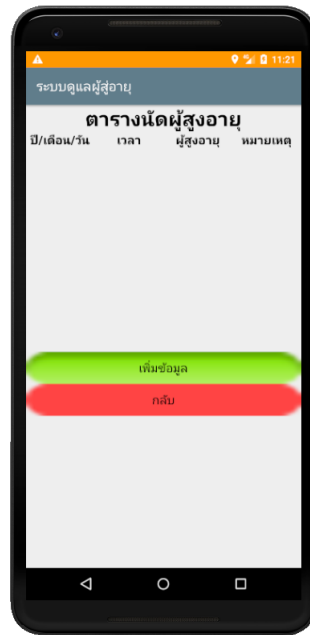 11:21
ระบบดูแลผู้สู่อายุ
ตารางนัดผู้สูงอายุ
ปี/เดือน/วัน เวลา ผู้สูงอายุ หมายเหตุ
เพิ่มข้อมูล
กลับ